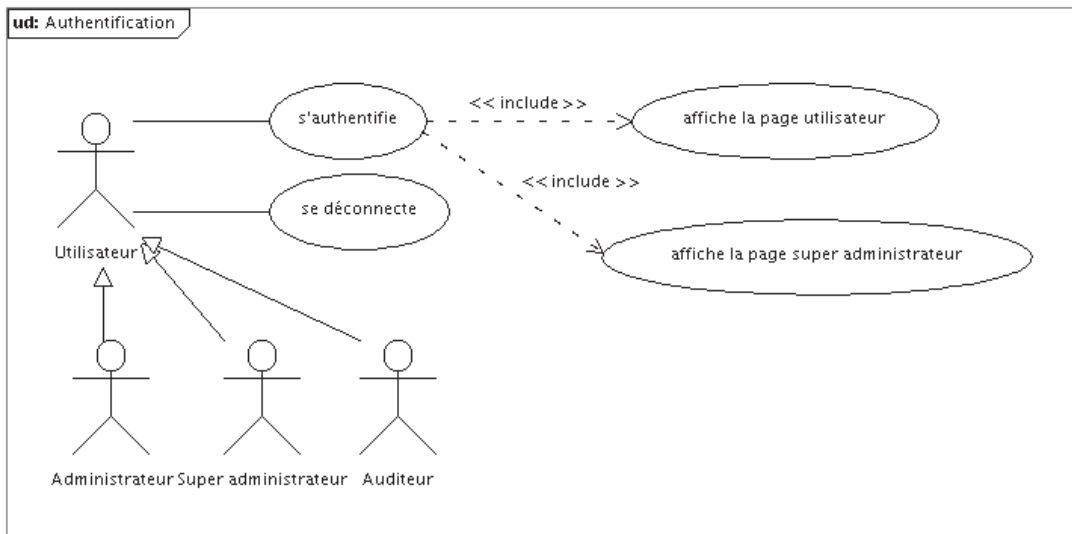 ud: Authentification
s'authentifie
<< include >>
affiche la page utilisateur
<< include >>
se déconnecte
affiche la page super administrateur
Utilisateur
Administrateur
Super administrateur
Auditeur